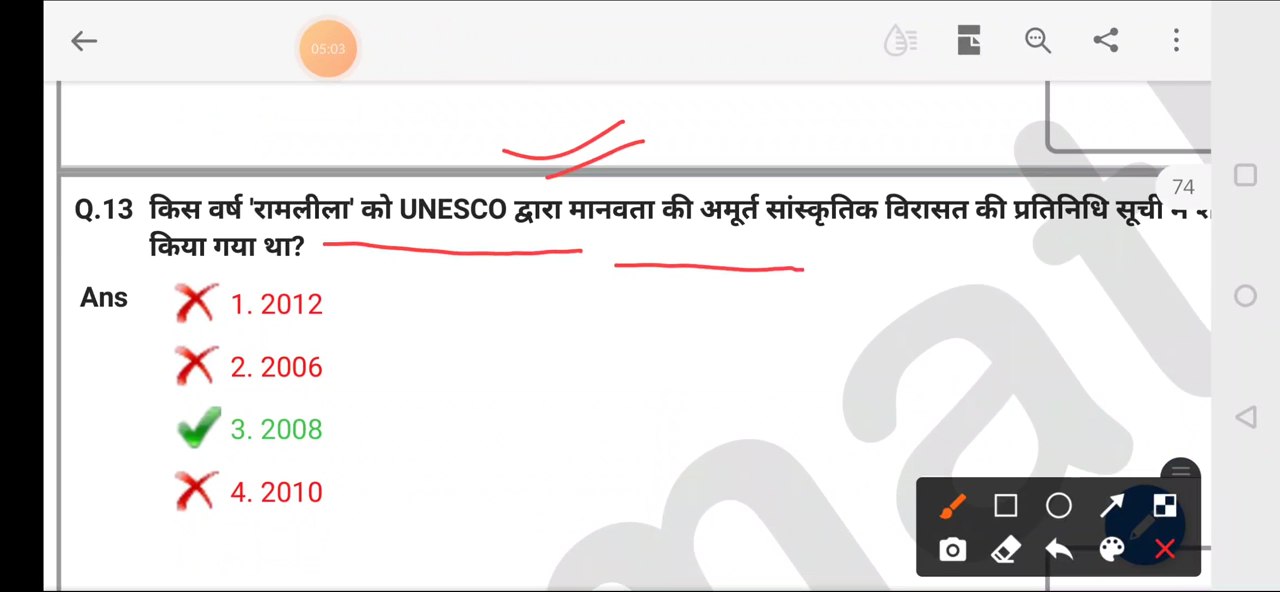 05:03
74
Q.13 किस वर्ष 'रामलीला' को UNESCO द्वारा मानवता की अमूर्त सांस्कृतिक विरासत की प्रतिनिधि सूची में
किया गया था?
Ans
1. 2012
2. 2006
3. 2008
4. 2010